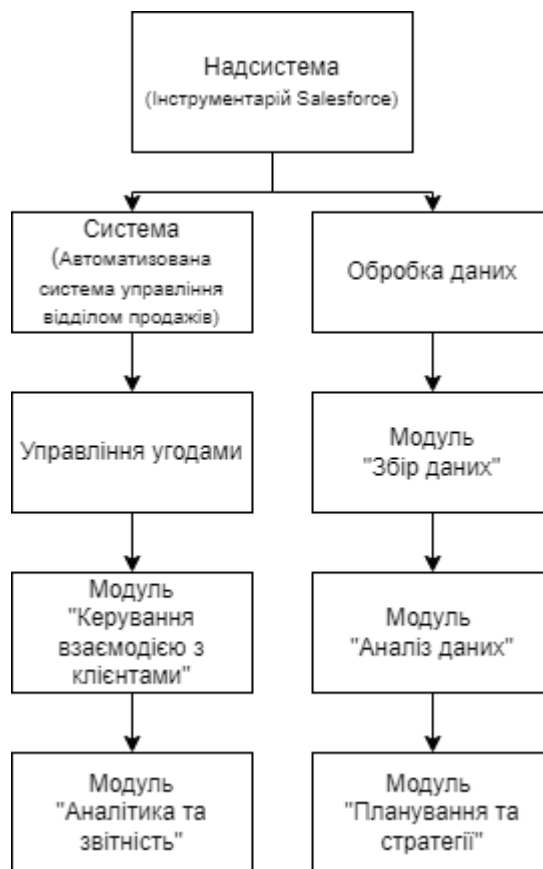 Надсистема
(Інструментарій Salesforce)
Система
(Автоматизована
система управління
відділом продажів)
Обробка даних
Управління угодами
Модуль
"Збір даних"
Модуль
"Керування
взаємодією з
клієнтами"
Модуль
"Аналіз даних"
Модуль
"Аналітика та
звітність"
Модуль
"Планування та
стратегії"